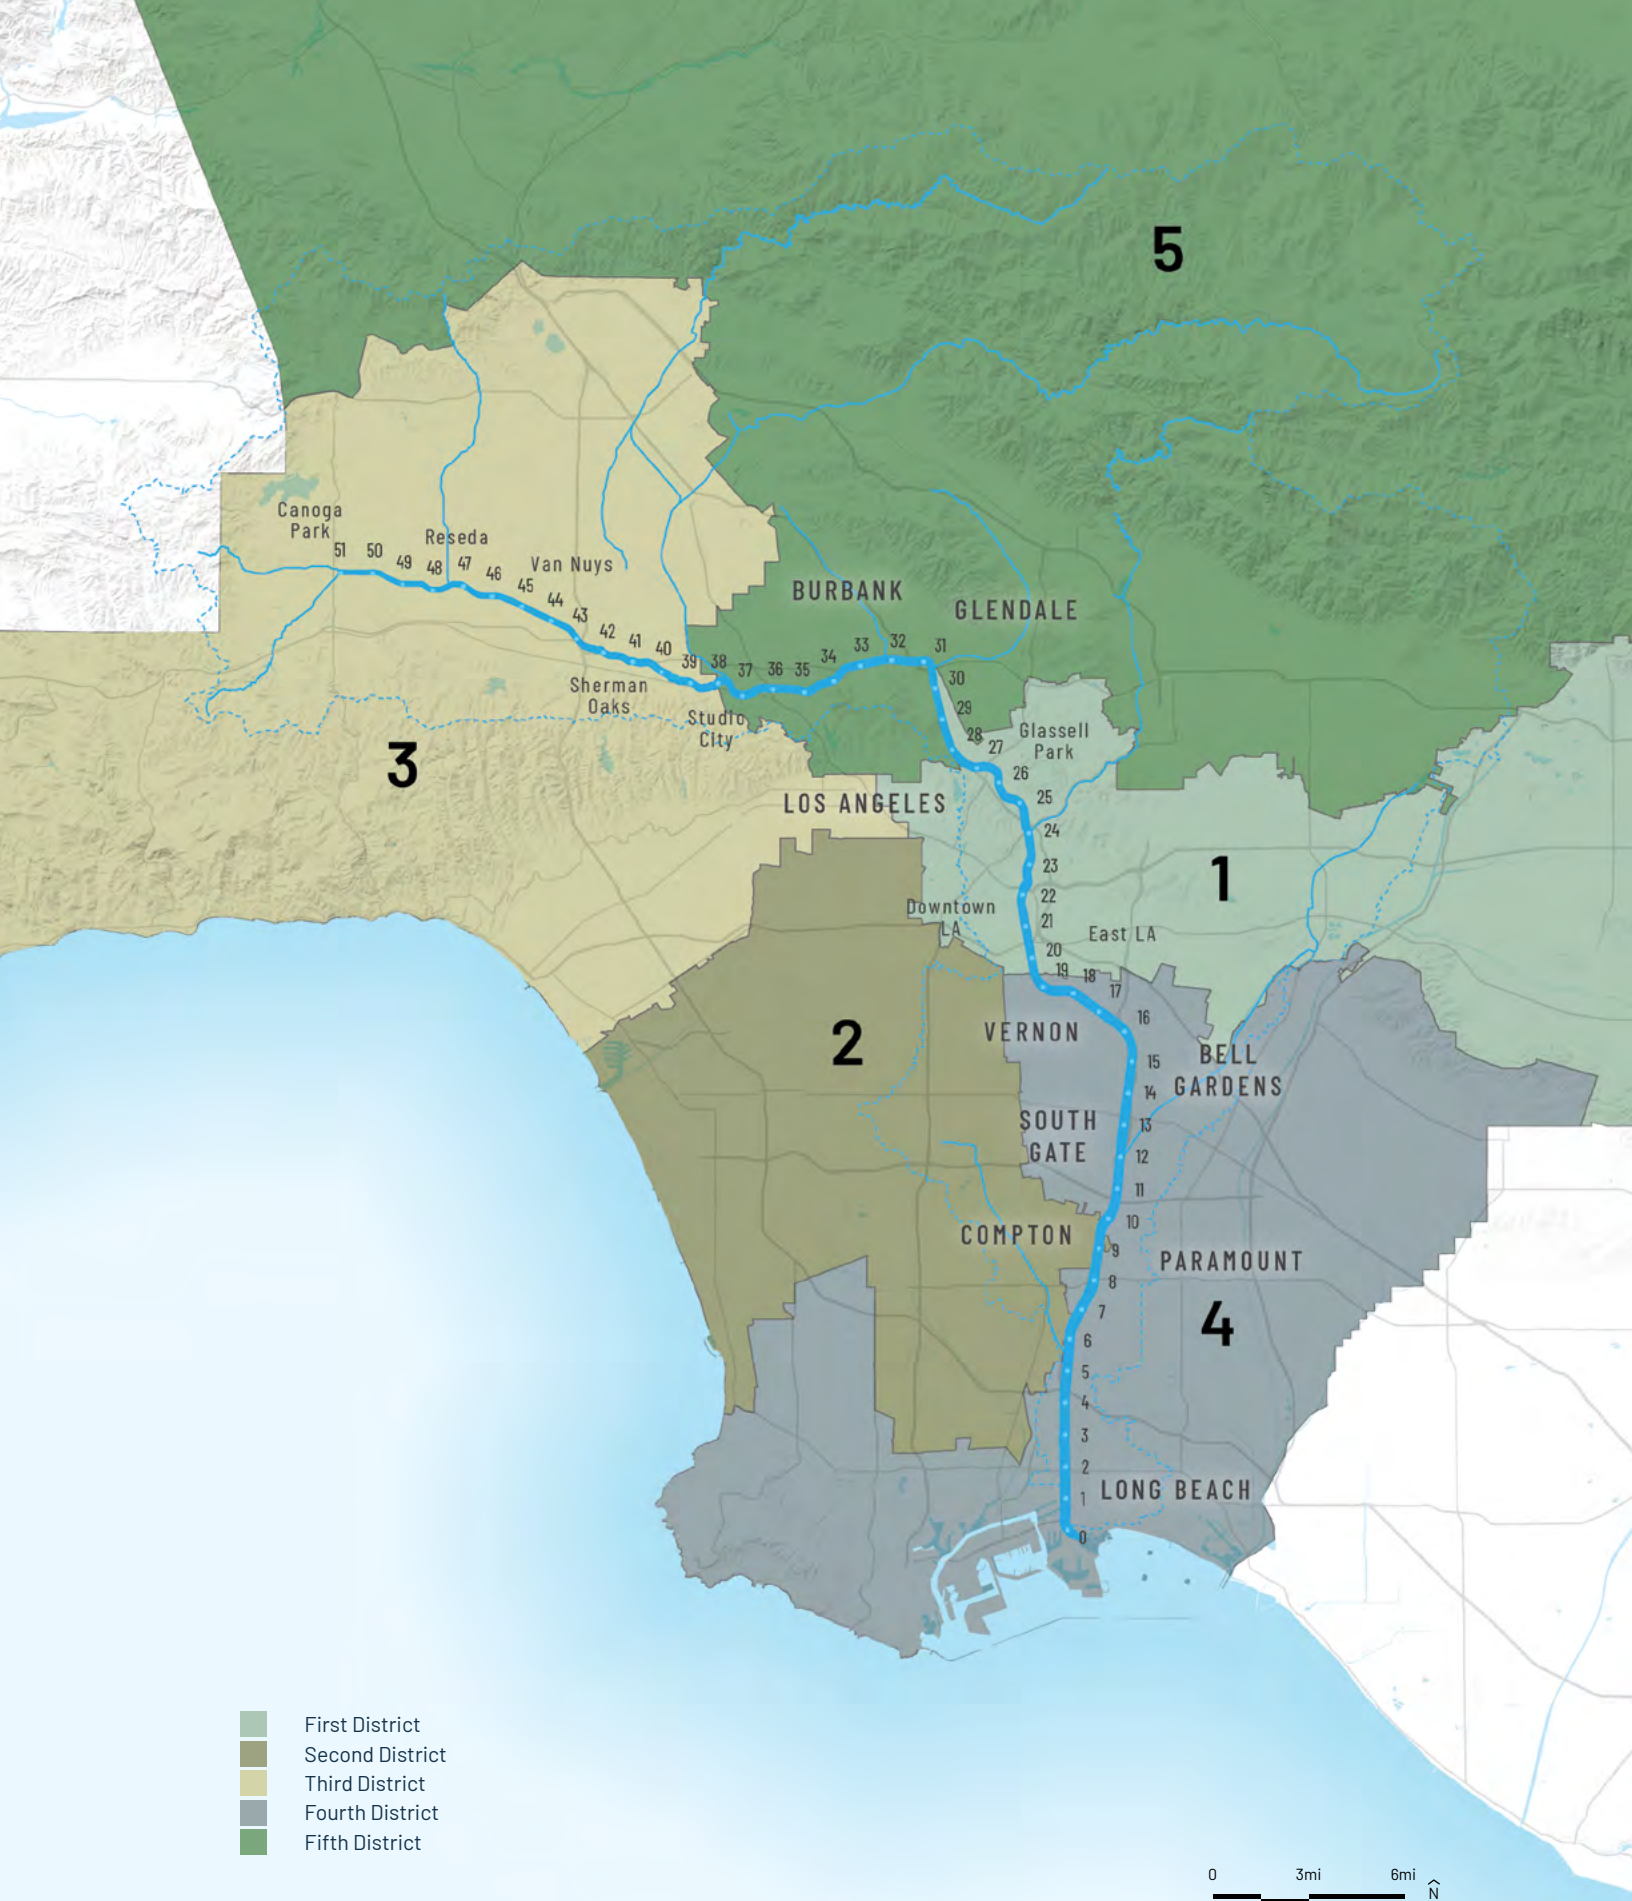 5
Canoga
Park
Reseda
Van Nuys
51
50
49
48
47
46
45
44
43
42
41
40
39
38
37
36
35
34
33
32
31
30
29
28
27
26
25
24
23
22
21
20
19
18
17
16
15
14
13
12
11
10
9
8
7
6
5
4
3
2
1
0
BURBANK
GLENDALE
Sherman
Oaks
Studio
City
Glassell
Park
3
LOS ANGELES
1
Downtown
LA
East LA
2
VERNON
BELL
GARDENS
SOUTH
GATE
COMPTON
PARAMOUNT
4
LONG BEACH
First District
Second District
Third District
Fourth District
Fifth District
0 3mi 6mi
N